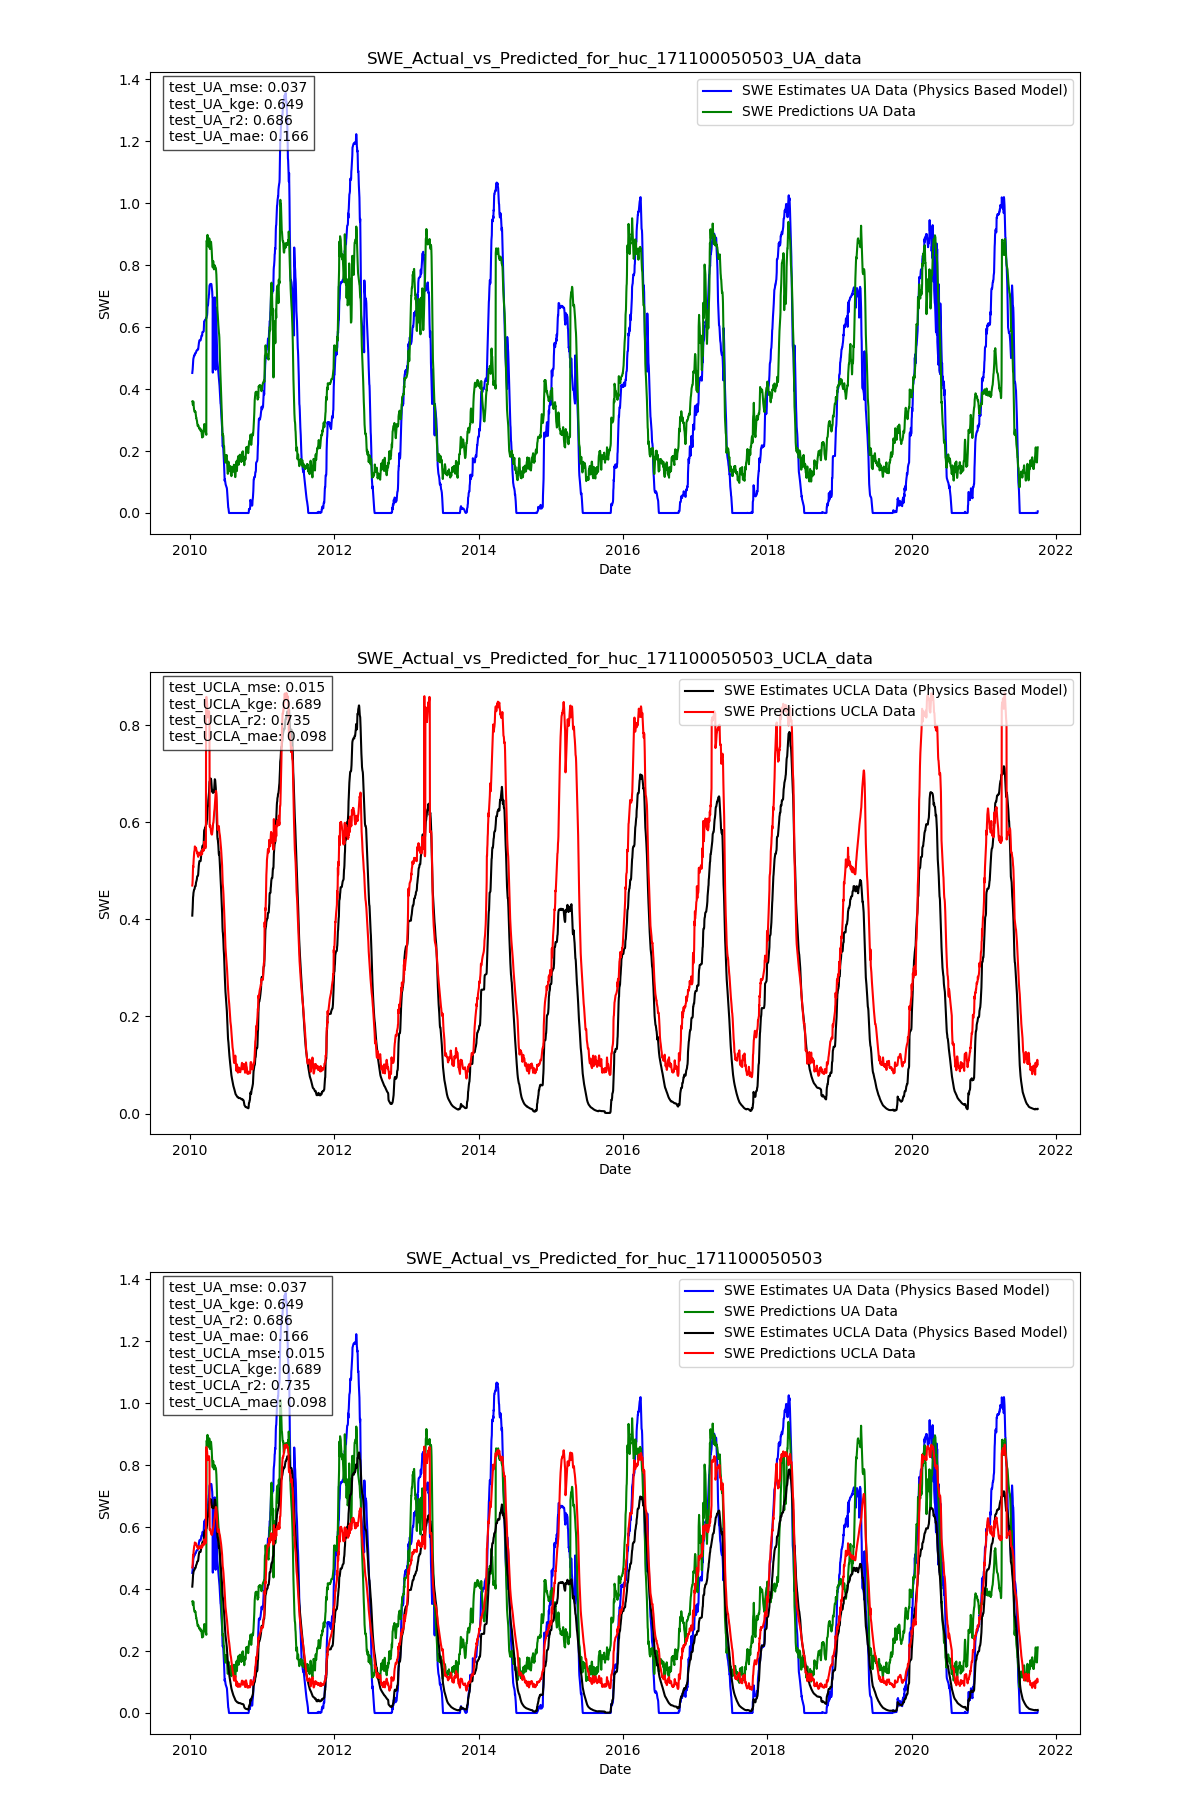 SWE_Actual_vs_Predicted_for_huc_171100050503_UA_data
test_UA_mse: 0.037
test_UA_kge: 0.649
test_UA_r2: 0.686
test_UA_mae: 0.166
SWE Estimates UA Data (Physics Based Model)
SWE Predictions UA Data
1.4
1.2
1.0
0.8
0.6
0.4
0.2
0.0
SWE
2010 2012 2014 2016 2018 2020 2022
Date
SWE_Actual_vs_Predicted_for_huc_171100050503_UCLA_data
test_UCLA_mse: 0.015
test_UCLA_kge: 0.689
test_UCLA_r2: 0.735
test_UCLA_mae: 0.098
SWE Estimates UCLA Data (Physics Based Model)
SWE Predictions UCLA Data
0.8
0.6
0.4
0.2
0.0
SWE
2010 2012 2014 2016 2018 2020 2022
Date
SWE_Actual_vs_Predicted_for_huc_171100050503
test_UA_mse: 0.037
test_UA_kge: 0.649
test_UA_r2: 0.686
test_UA_mae: 0.166
test_UCLA_mse: 0.015
test_UCLA_kge: 0.689
test_UCLA_r2: 0.735
test_UCLA_mae: 0.098
SWE Estimates UA Data (Physics Based Model)
SWE Predictions UA Data
SWE Estimates UCLA Data (Physics Based Model)
SWE Predictions UCLA Data
1.4
1.2
1.0
0.8
0.6
0.4
0.2
0.0
SWE
2010 2012 2014 2016 2018 2020 2022
Date